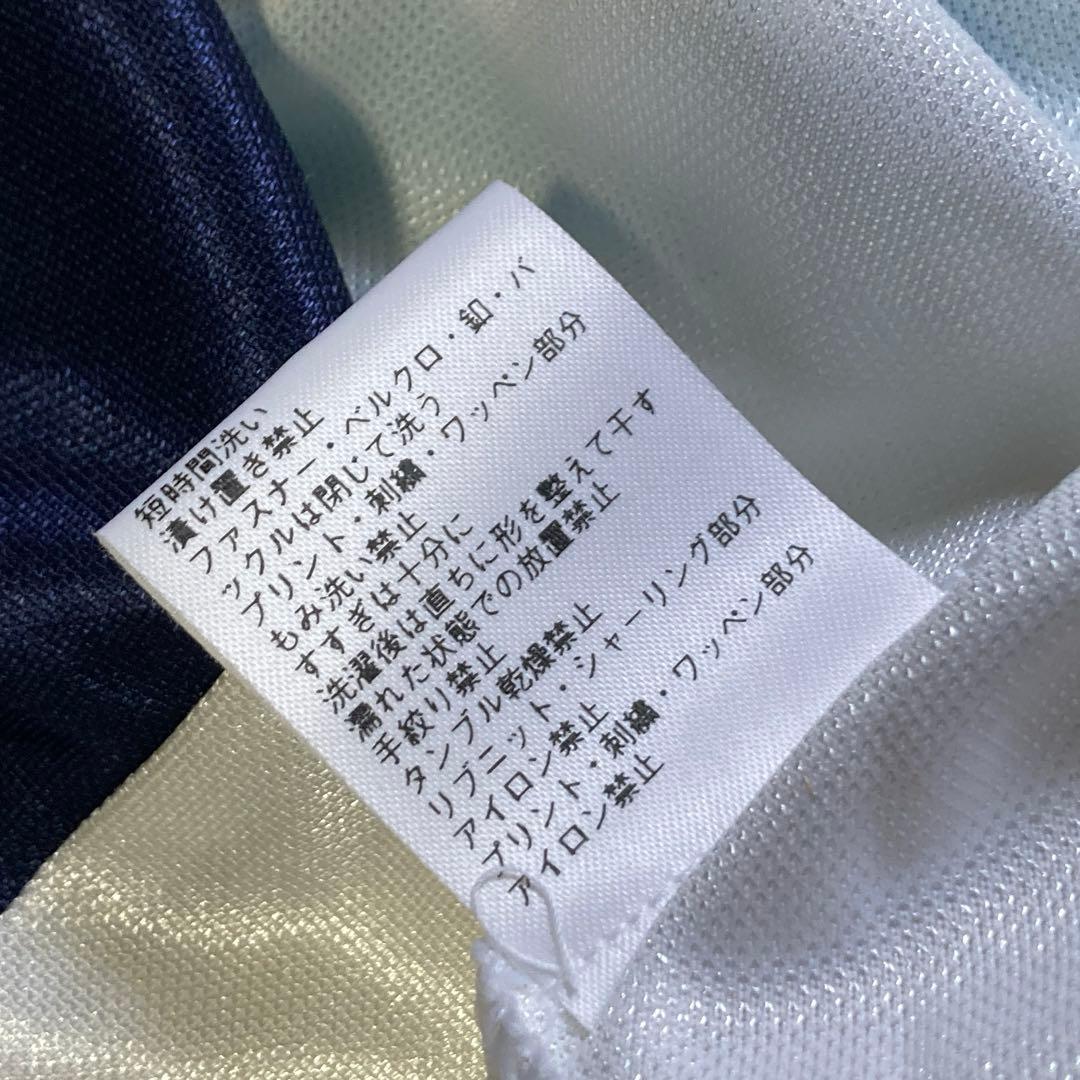 短時間洗い
漬け置き禁止
ファスナー・ベルクロ・釦・バ
ックルは閉じて洗う
プリント・刺繍・ワッペン部分
もみ洗い禁止
すすぎは十分に
洗濯後は直ちに形を整えて干す
濡れた状態での放置禁止
手絞り禁止
タンブル乾燥禁止
リブニット・シャーリング部分
アイロン禁止
プリント・刺繍・ワッペン部分
アイロン禁止